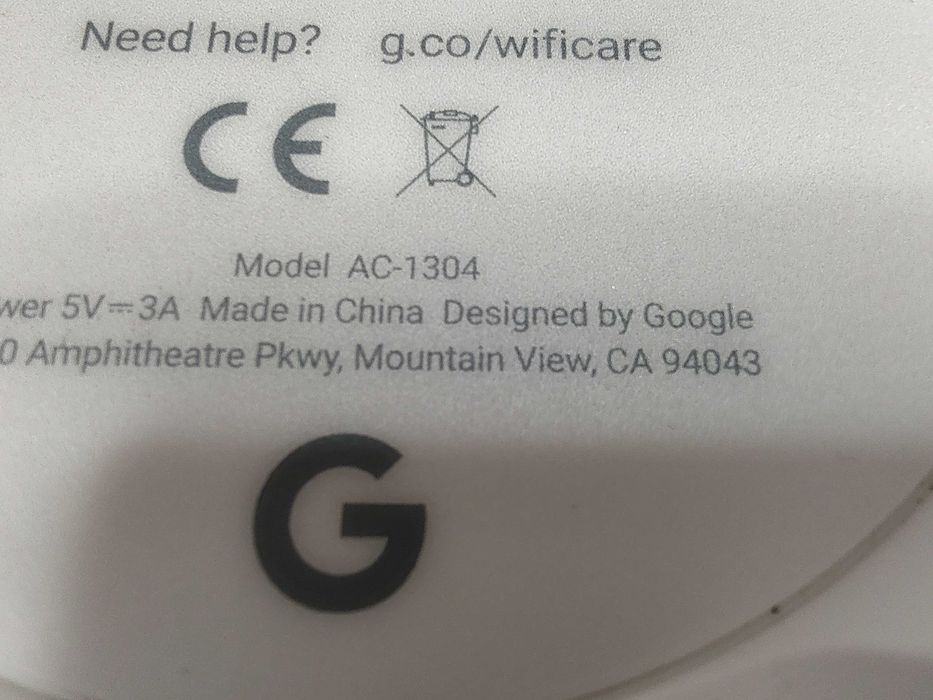 Need help? g.co/wificare
CE
Model AC-1304
wer 5V⎓3A Made in China Designed by Google
0 Amphitheatre Pkwy, Mountain View, CA 94043
G